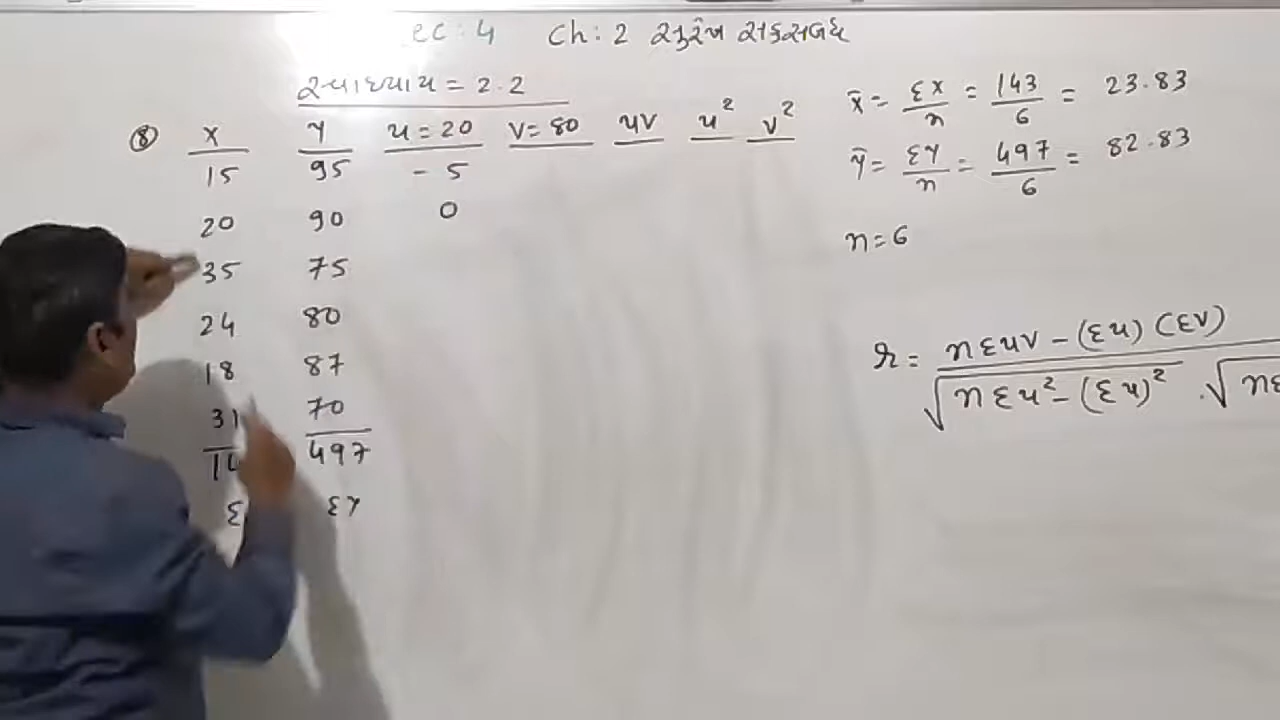 ec : 4 Ch : 2 સુરેખ સહસંબંધ
સ્વાધ્યાય = 2.2
⑧ x y u = 20 v = 80 uv u² v²
15 95 - 5
20 90 0
35 75
24 80
18 87
31 70
14 497
Σ Σy
x̄ = Σx/n = 143/6 = 23.83
ȳ = Σy/n = 497/6 = 82.83
n = 6
r = nΣuv - (Σu) (Σv) / √nΣu² - (Σu)² . √nΣ